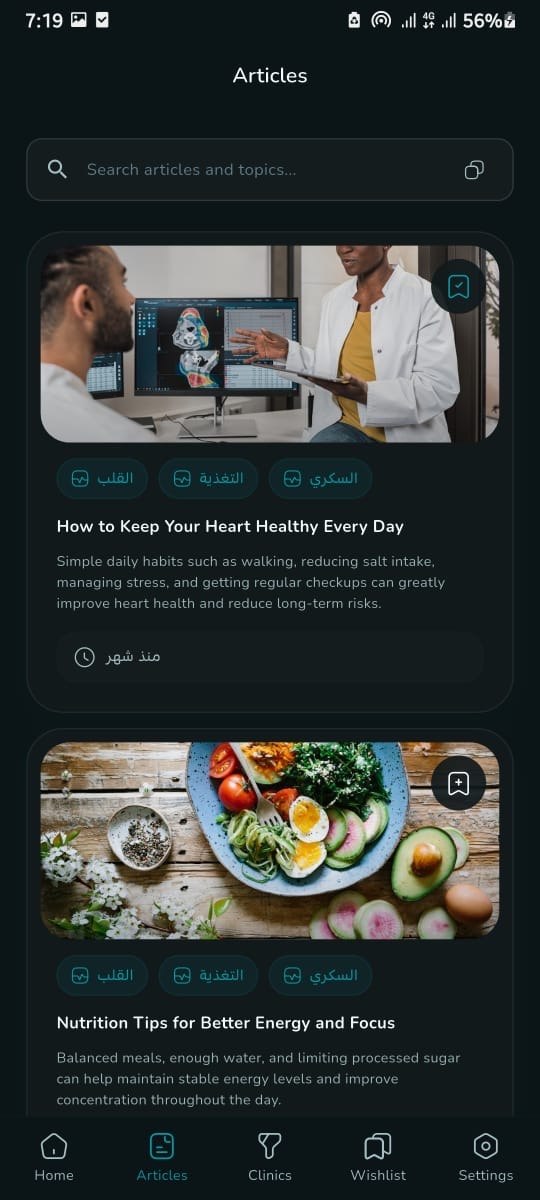 7:19
4G
56%
Articles
Search articles and topics...
القلب
التغذية
السكري
How to Keep Your Heart Healthy Every Day
Simple daily habits such as walking, reducing salt intake,
managing stress, and getting regular checkups can greatly
improve heart health and reduce long-term risks.
منذ شهر
القلب
التغذية
السكري
Nutrition Tips for Better Energy and Focus
Balanced meals, enough water, and limiting processed sugar
can help maintain stable energy levels and improve
concentration throughout the day.
Home
Articles
Clinics
Wishlist
Settings